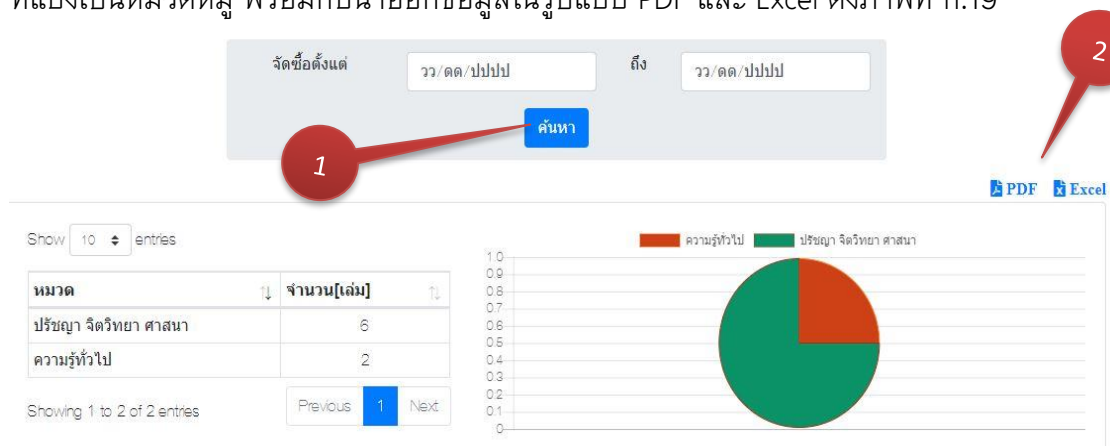 ที่แบ่งเป็นหมวดหมู่ พร้อมกับนำออกข้อมูลในรูปแบบ PDF และ Excel ดังภาพที่ ก.19
จัดซื้อตั้งแต่ วว/ดด/ปปปป ถึง วว/ดด/ปปปป
2
ค้นหา
1
PDF Excel
Show 10 entries
ความรู้ทั่วไป ปรัชญา จิตวิทยา ศาสนา
หมวด จำนวน[เล่ม]
ปรัชญา จิตวิทยา ศาสนา 6
ความรู้ทั่วไป 2
Showing 1 to 2 of 2 entries
Previous 1 Next
1.0
0.9
0.8
0.7
0.6
0.5
0.4
0.3
0.2
0.1
0